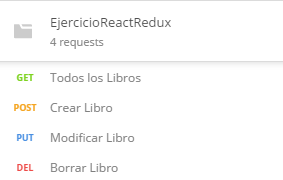 EjercicioReactRedux
4 requests
GET Todos los Libros
POST Crear Libro
PUT Modificar Libro
DEL Borrar Libro